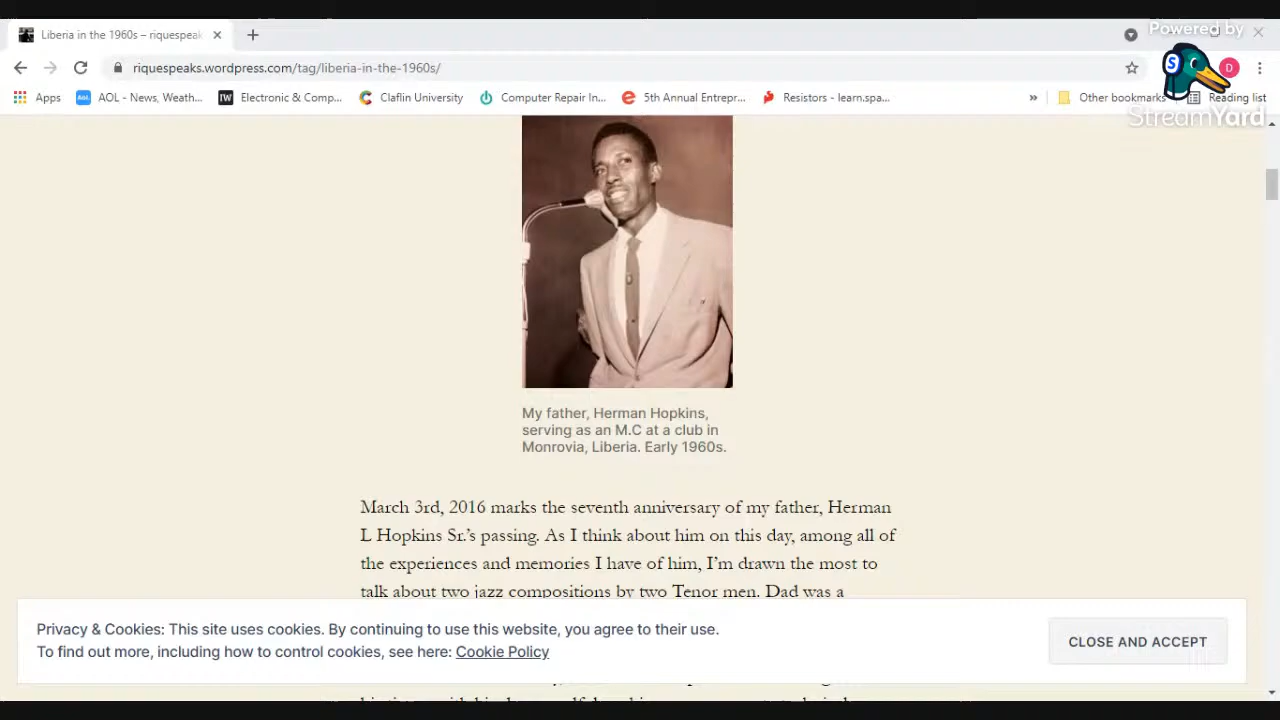 Liberia in the 1960s – riquespeak
Powered by
riquespeaks.wordpress.com/tag/liberia-in-the-1960s/
D
S
Apps
Aol.
AOL - News, Weath...
IW
Electronic & Comp...
Claflin University
Computer Repair In...
5th Annual Entrepr...
Resistors - learn.spa...
»
Other bookmarks
Reading list
StreamYard
My father, Herman Hopkins,
serving as an M.C at a club in
Monrovia, Liberia. Early 1960s.
March 3rd, 2016 marks the seventh anniversary of my father, Herman
L Hopkins Sr.’s passing. As I think about him on this day, among all of
the experiences and memories I have of him, I’m drawn the most to
talk about two jazz compositions by two Tenor men. Dad was a
Privacy & Cookies: This site uses cookies. By continuing to use this website, you agree to their use.
To find out more, including how to control cookies, see here: Cookie Policy
CLOSE AND ACCEPT